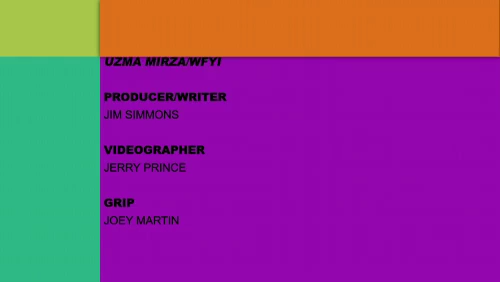 UZMA MIRZA/WFYI
PRODUCER/WRITER
JIM SIMMONS
VIDEOGRAPHER
JERRY PRINCE
GRIP
JOEY MARTIN